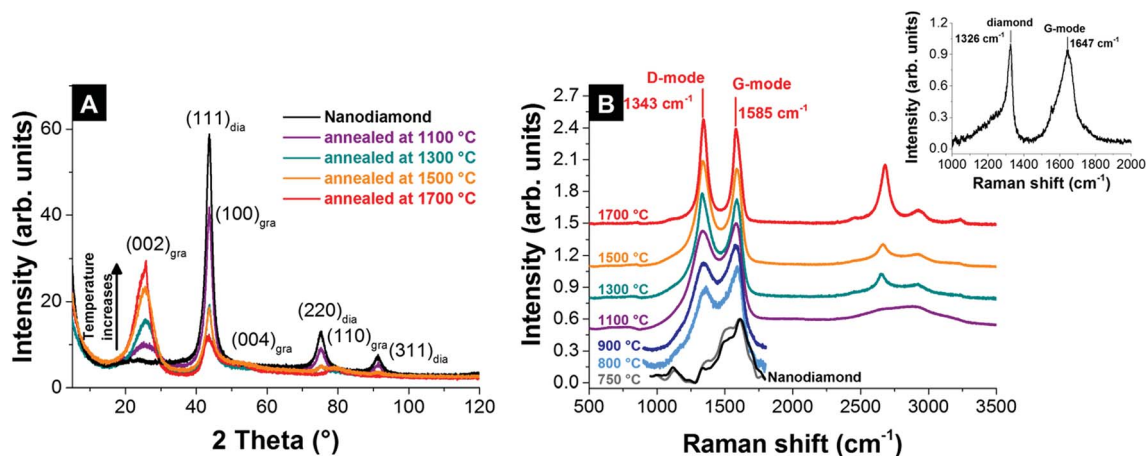 A
Intensity (arb. units)
60
40
20
0
20
40
60
80
100
120
2 Theta (°)
(002)gra
(111)dia
(100)gra
(004)gra
(220)dia
(110)gra
(311)dia
Temperature
increases
Nanodiamond
annealed at 1100 °C
annealed at 1300 °C
annealed at 1500 °C
annealed at 1700 °C
B
Intensity (arb. units)
2.7
2.4
2.1
1.8
1.5
1.2
0.9
0.6
0.3
0.0
500
1000
1500
2000
2500
3000
3500
Raman shift (cm-1)
D-mode
1343 cm-1
G-mode
1585 cm-1
1700 °C
1500 °C
1300 °C
1100 °C
900 °C
800 °C
750 °C
Nanodiamond
Intensity (arb. units)
1.2
0.9
0.6
0.3
0.0
1000
1200
1400
1600
1800
2000
Raman shift (cm-1)
diamond
1326 cm-1
G-mode
1647 cm-1